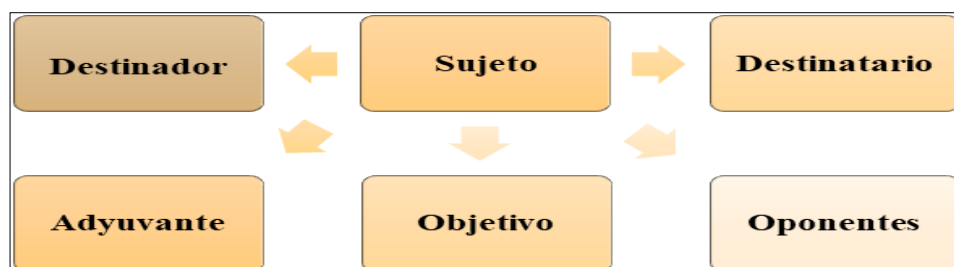 Destinador
Sujeto
Destinatario
Adyuvante
Objetivo
Oponentes